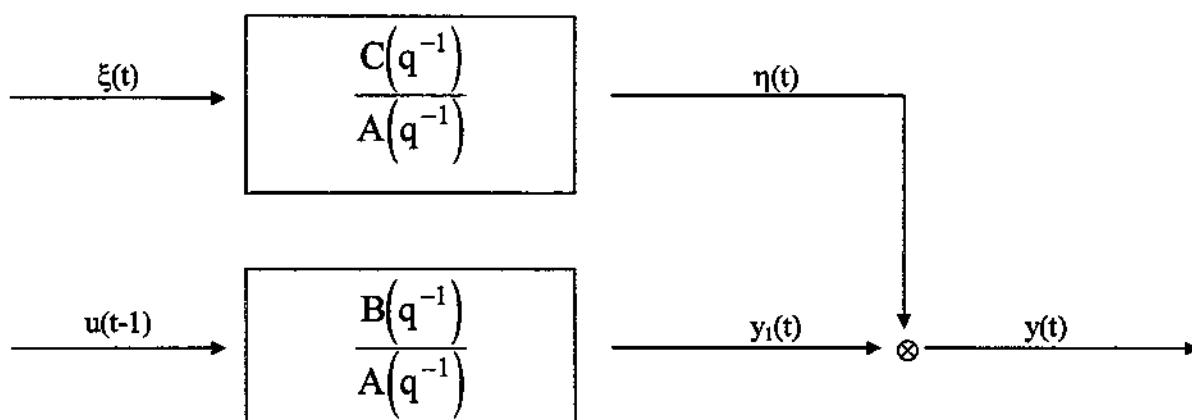 ξ(t)
C(q⁻¹)
A(q⁻¹)
η(t)
u(t-1)
B(q⁻¹)
A(q⁻¹)
y₁(t)
⊗
y(t)